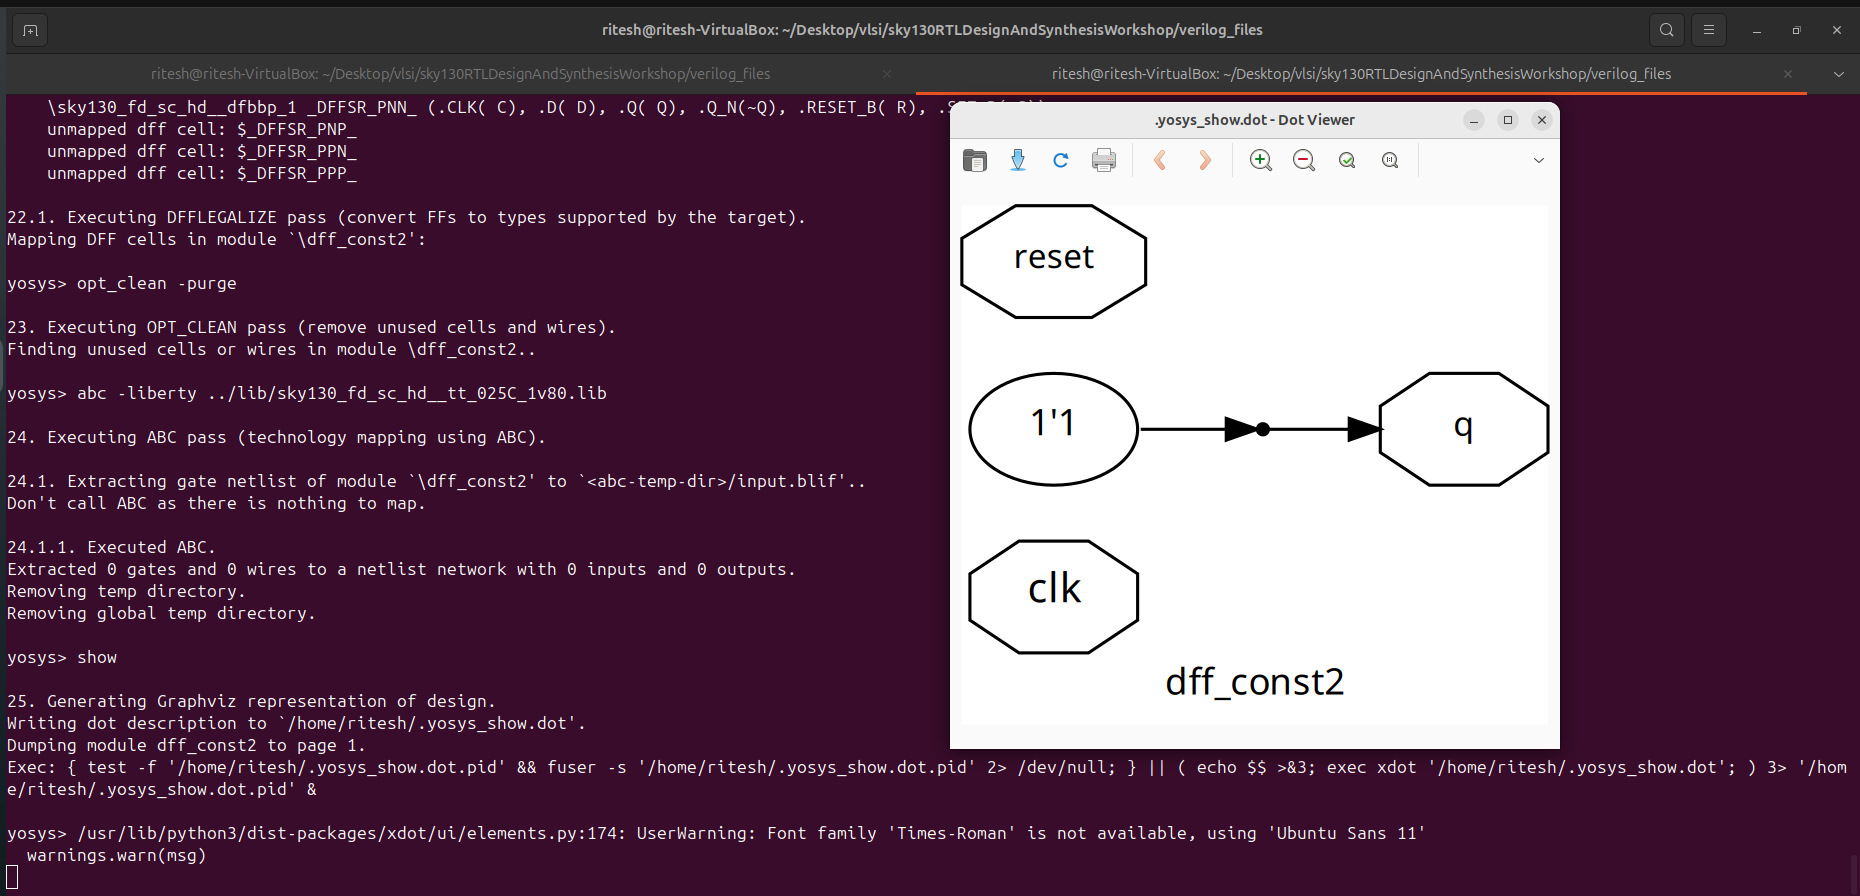 ritesh@ritesh-VirtualBox: ~/Desktop/vlsi/sky130RTLDesignAndSynthesisWorkshop/verilog_files
ritesh@ritesh-VirtualBox: ~/Desktop/vlsi/sky130RTLDesignAndSynthesisWorkshop/verilog_files
ritesh@ritesh-VirtualBox: ~/Desktop/vlsi/sky130RTLDesignAndSynthesisWorkshop/verilog_files
\sky130_fd_sc_hd__dfbbp_1 _DFFSR_PNN_ (.CLK( C), .D( D), .Q( Q), .Q_N(~Q), .RESET_B( R),
unmapped dff cell: $_DFFSR_PNP_
unmapped dff cell: $_DFFSR_PPN_
unmapped dff cell: $_DFFSR_PPP_
22.1. Executing DFFLEGALIZE pass (convert FFs to types supported by the target).
Mapping DFF cells in module `\dff_const2':
yosys> opt_clean -purge
23. Executing OPT_CLEAN pass (remove unused cells and wires).
Finding unused cells or wires in module \dff_const2..
yosys> abc -liberty ../lib/sky130_fd_sc_hd__tt_025C_1v80.lib
24. Executing ABC pass (technology mapping using ABC).
24.1. Extracting gate netlist of module `\dff_const2' to `<abc-temp-dir>/input.blif'..
Don't call ABC as there is nothing to map.
24.1.1. Executed ABC.
Extracted 0 gates and 0 wires to a netlist network with 0 inputs and 0 outputs.
Removing temp directory.
Removing global temp directory.
yosys> show
25. Generating Graphviz representation of design.
Writing dot description to `/home/ritesh/.yosys_show.dot'.
Dumping module dff_const2 to page 1.
Exec: { test -f '/home/ritesh/.yosys_show.dot.pid' && fuser -s '/home/ritesh/.yosys_show.dot.pid' 2> /dev/null; } || ( echo $$ >&3; exec xdot '/home/ritesh/.yosys_show.dot'; ) 3> '/hom
e/ritesh/.yosys_show.dot.pid' &
yosys> /usr/lib/python3/dist-packages/xdot/ui/elements.py:174: UserWarning: Font family 'Times-Roman' is not available, using 'Ubuntu Sans 11'
warnings.warn(msg)
.yosys_show.dot - Dot Viewer
reset
1'1
q
clk
dff_const2